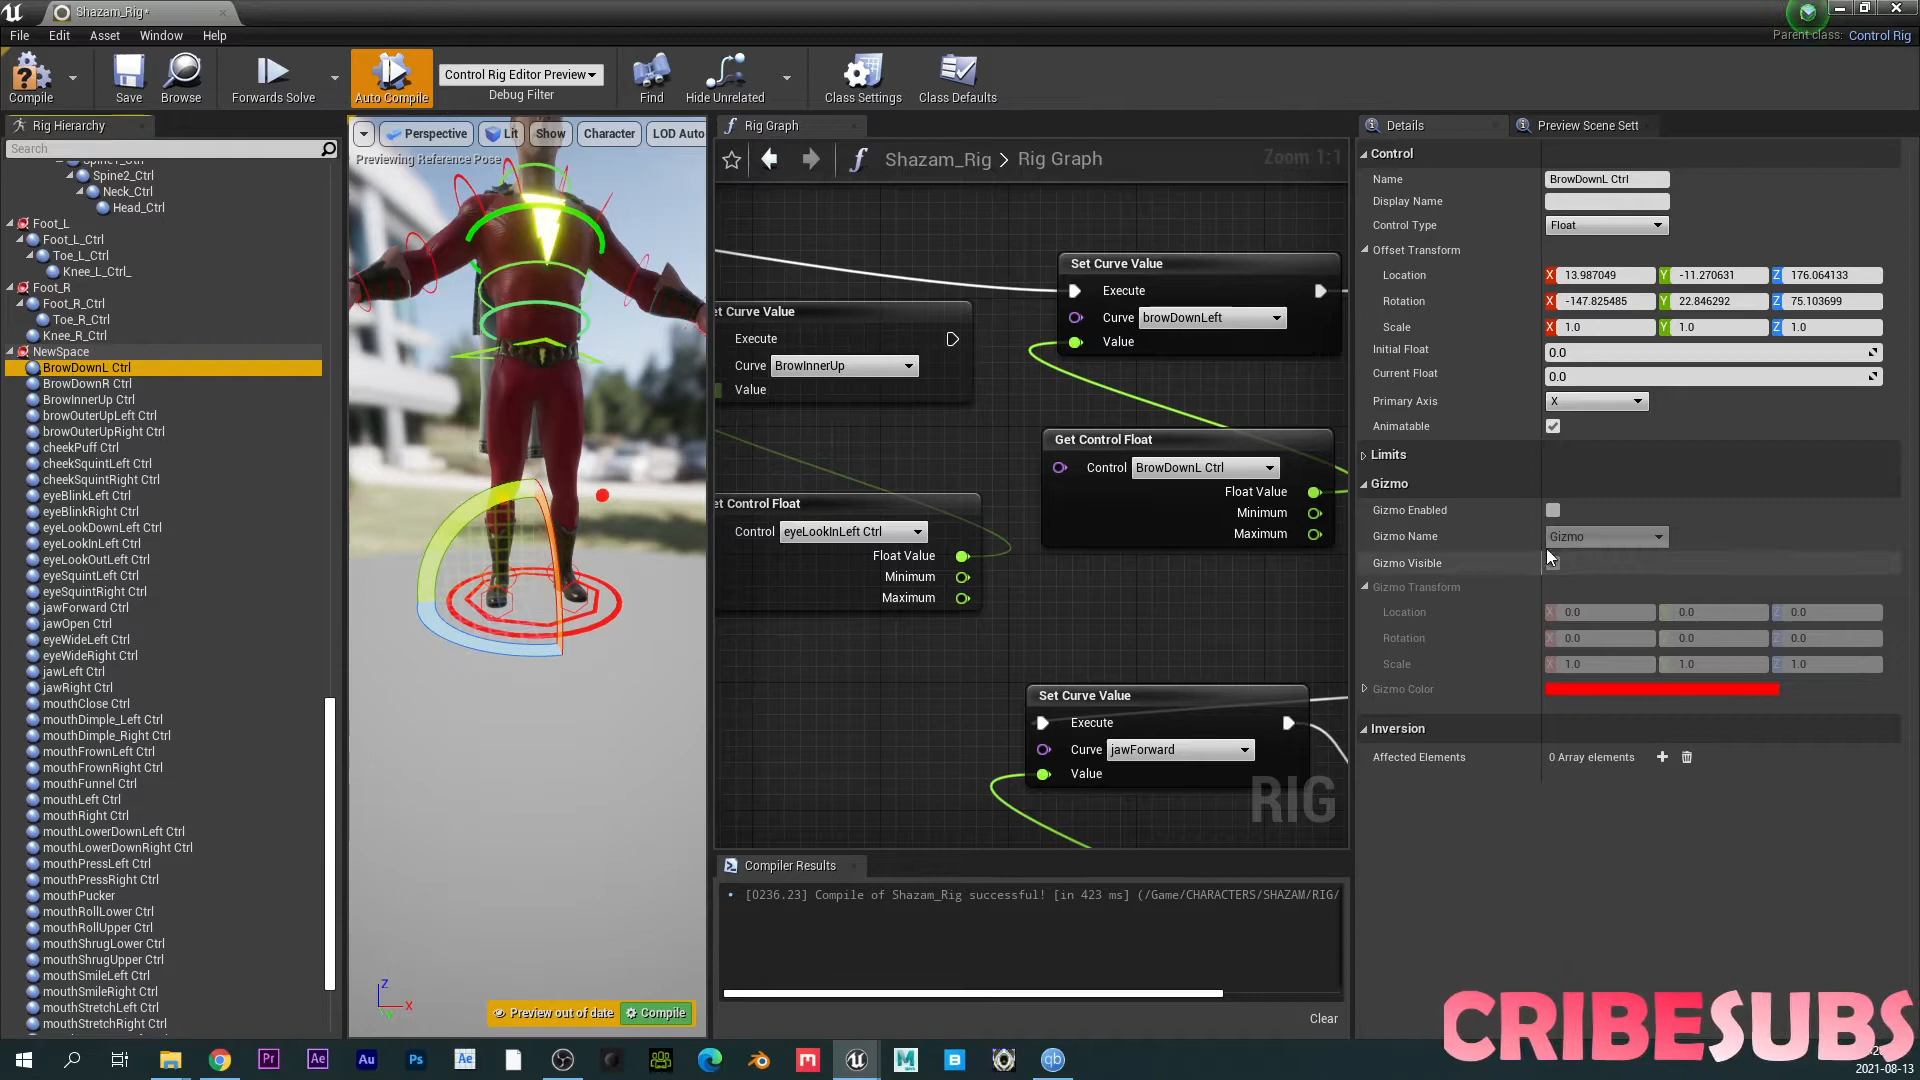 Shazam_Rig*
File Edit Asset Window Help
Parent class: Control Rig
Compile
Save
Browse
Forwards Solve
Auto Compile
Control Rig Editor Preview
Debug Filter
Find
Hide Unrelated
Class Settings
Class Defaults
Rig Hierarchy
Search
Spine2_Ctrl
Neck_Ctrl
Head_Ctrl
Foot_L
Foot_L_Ctrl
Toe_L_Ctrl
Knee_L_Ctrl_
Foot_R
Foot_R_Ctrl
Toe_R_Ctrl
Knee_R_Ctrl
NewSpace
BrowDownL Ctrl
BrowDownR Ctrl
BrowInnerUp Ctrl
browOuterUpLeft Ctrl
browOuterUpRight Ctrl
cheekPuff Ctrl
cheekSquintLeft Ctrl
cheekSquintRight Ctrl
eyeBlinkLeft Ctrl
eyeBlinkRight Ctrl
eyeLookDownLeft Ctrl
eyeLookInLeft Ctrl
eyeLookOutLeft Ctrl
eyeSquintLeft Ctrl
eyeSquintRight Ctrl
jawForward Ctrl
jawOpen Ctrl
eyeWideLeft Ctrl
eyeWideRight Ctrl
jawLeft Ctrl
jawRight Ctrl
mouthClose Ctrl
mouthDimple_Left Ctrl
mouthDimple_Right Ctrl
mouthFrownLeft Ctrl
mouthFrownRight Ctrl
mouthFunnel Ctrl
mouthLeft Ctrl
mouthRight Ctrl
mouthLowerDownLeft Ctrl
mouthLowerDownRight Ctrl
mouthPressLeft Ctrl
mouthPressRight Ctrl
mouthPucker
mouthRollLower Ctrl
mouthRollUpper Ctrl
mouthShrugLower Ctrl
mouthShrugUpper Ctrl
mouthSmileLeft Ctrl
mouthSmileRight Ctrl
mouthStretchLeft Ctrl
mouthStretchRight Ctrl
Perspective Lit Show Character LOD Auto
Previewing Reference Pose
Z
X
Preview out of date Compile
Rig Graph
Shazam_Rig > Rig Graph
Zoom 1:1
Set Curve Value
Execute
Curve browDownLeft
Value
et Curve Value
Execute
Curve BrowInnerUp
Value
Get Control Float
Control BrowDownL Ctrl
Float Value
Minimum
Maximum
et Control Float
Control eyeLookInLeft Ctrl
Float Value
Minimum
Maximum
Set Curve Value
Execute
Curve jawForward
Value
RIG
Compiler Results
[0236.23] Compile of Shazam_Rig successful! [in 423 ms] (/Game/CHARACTERS/SHAZAM/RIG/
Clear
Details
Preview Scene Sett
Control
Name BrowDownL Ctrl
Display Name
Control Type Float
Offset Transform
Location X 13.987049 Y -11.270631 Z 176.064133
Rotation X -147.825485 Y 22.846292 Z 75.103699
Scale X 1.0 Y 1.0 Z 1.0
Initial Float 0.0
Current Float 0.0
Primary Axis X
Animatable
Limits
Gizmo
Gizmo Enabled
Gizmo Name Gizmo
Gizmo Visible
Gizmo Transform
Location X 0.0 Y 0.0 Z 0.0
Rotation X 0.0 Y 0.0 Z 0.0
Scale X 1.0 Y 1.0 Z 1.0
Gizmo Color
Inversion
Affected Elements 0 Array elements
CRIBESUBS
Pr Ae Au Ps Ae
qb
2021-08-13